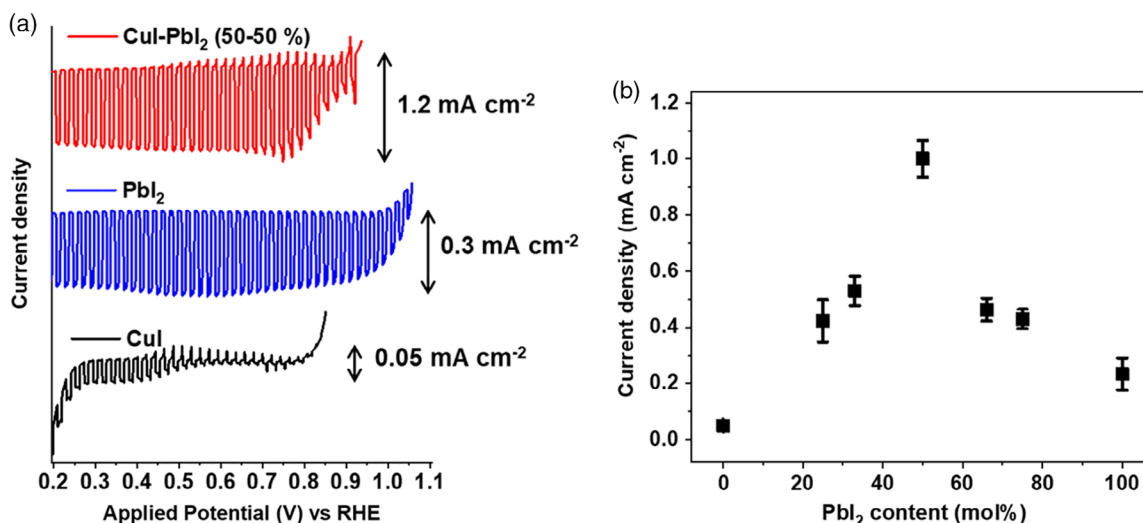 (a)
CuI-PbI₂ (50-50 %)
1.2 mA cm⁻²
PbI₂
0.3 mA cm⁻²
CuI
0.05 mA cm⁻²
Current density
0.2 0.3 0.4 0.5 0.6 0.7 0.8 0.9 1.0 1.1
Applied Potential (V) vs RHE
(b)
Current density (mA cm⁻²)
1.2
1.0
0.8
0.6
0.4
0.2
0.0
0 20 40 60 80 100
PbI₂ content (mol%)